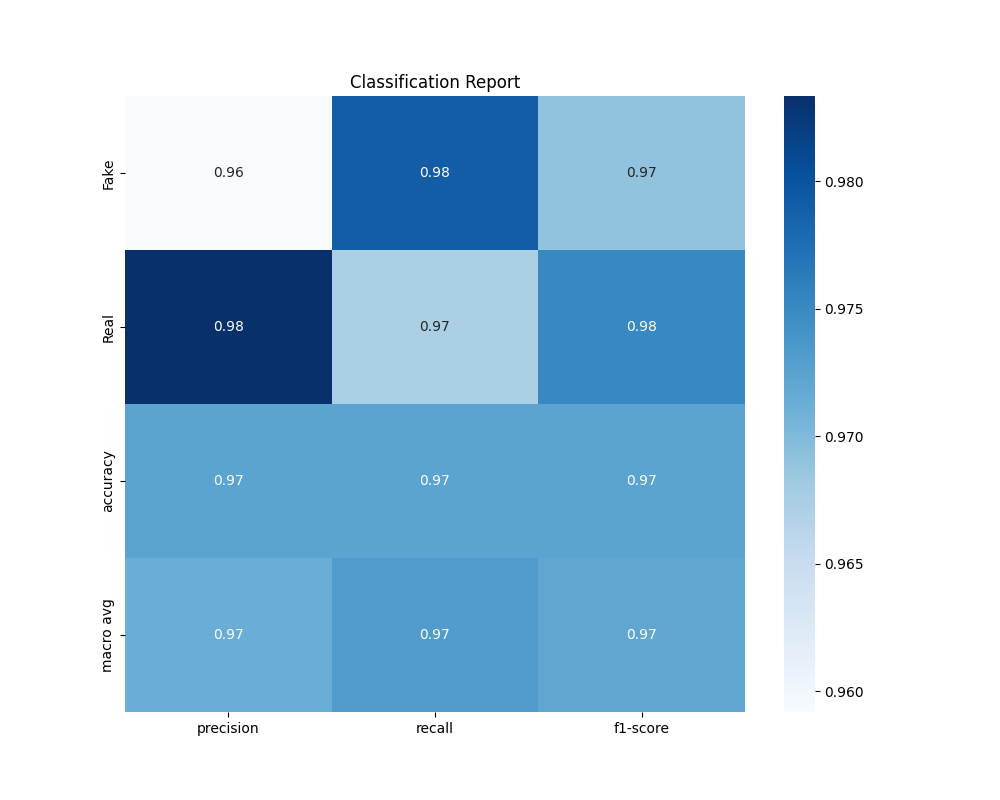 Classification Report
Fake 0.96 0.98 0.97
Real 0.98 0.97 0.98
accuracy 0.97 0.97 0.97
macro avg 0.97 0.97 0.97
precision recall f1-score
0.980
0.975
0.970
0.965
0.960